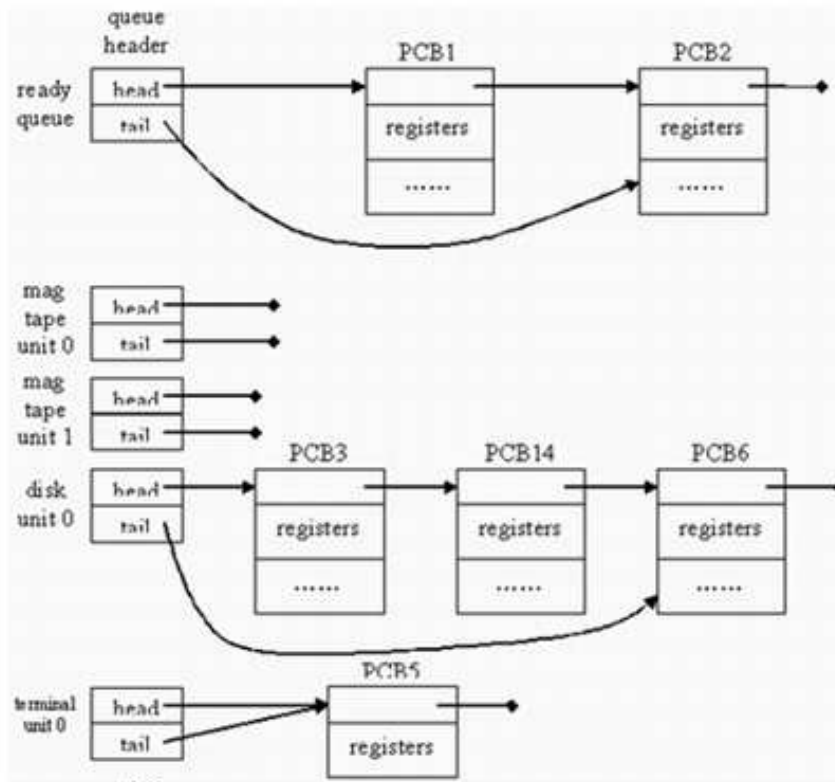 queue
header
PCB1
PCB2
ready
queue
head
tail
registers
......
registers
......
mag
tape
unit 0
head
tail
mag
tape
unit 1
head
tail
PCB3
PCB14
PCB6
disk
unit 0
head
tail
registers
......
registers
......
registers
......
PCB5
terminal
unit 0
head
tail
registers